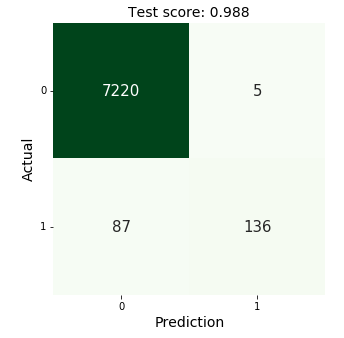 Test score: 0.988
0
7220
5
Actual
1
87
136
0
1
Prediction